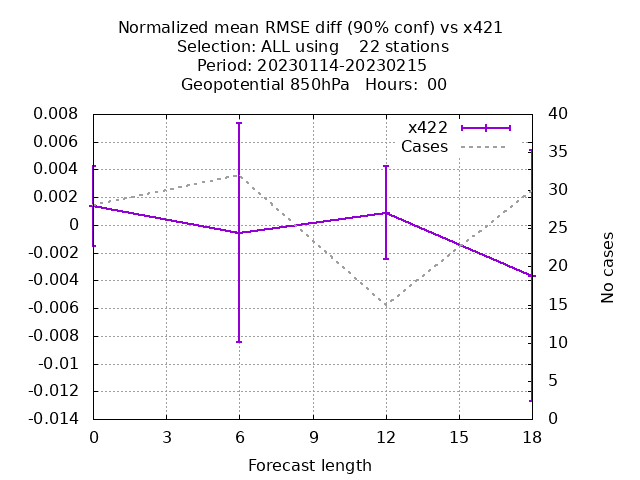 Normalized mean RMSE diff (90% conf) vs x421
Selection: ALL using    22 stations
Period: 20230114-20230215
Geopotential 850hPa   Hours:  00
x422
Cases
0.008
0.006
0.004
0.002
0
-0.002
-0.004
-0.006
-0.008
-0.01
-0.012
-0.014
40
35
30
25
20
15
10
5
0
No cases
0 3 6 9 12 15 18
Forecast length